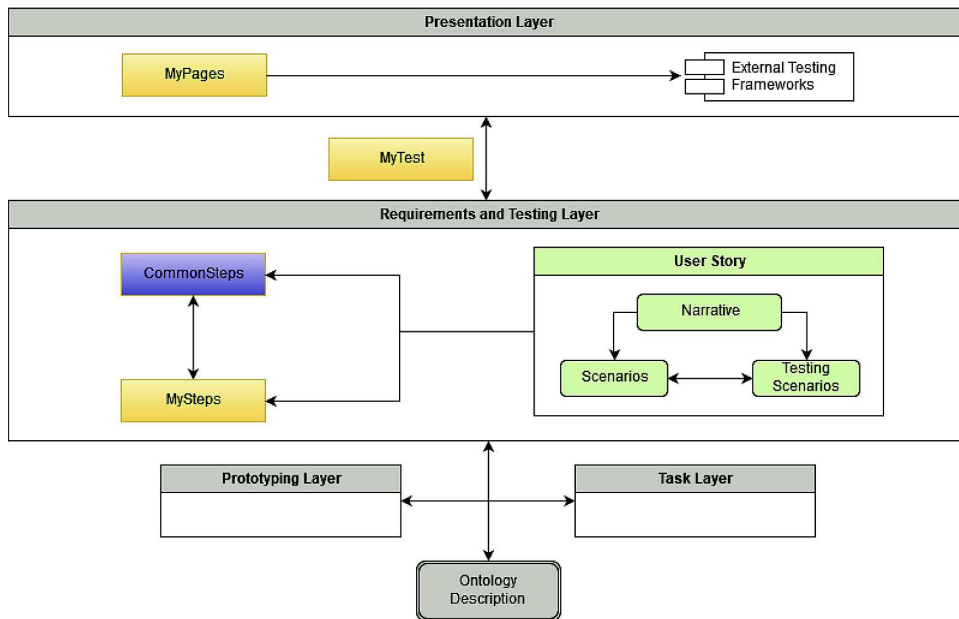 Presentation Layer
MyPages
External Testing
Frameworks
MyTest
Requirements and Testing Layer
CommonSteps
User Story
Narrative
Scenarios
Testing
Scenarios
MySteps
Prototyping Layer
Task Layer
Ontology
Description